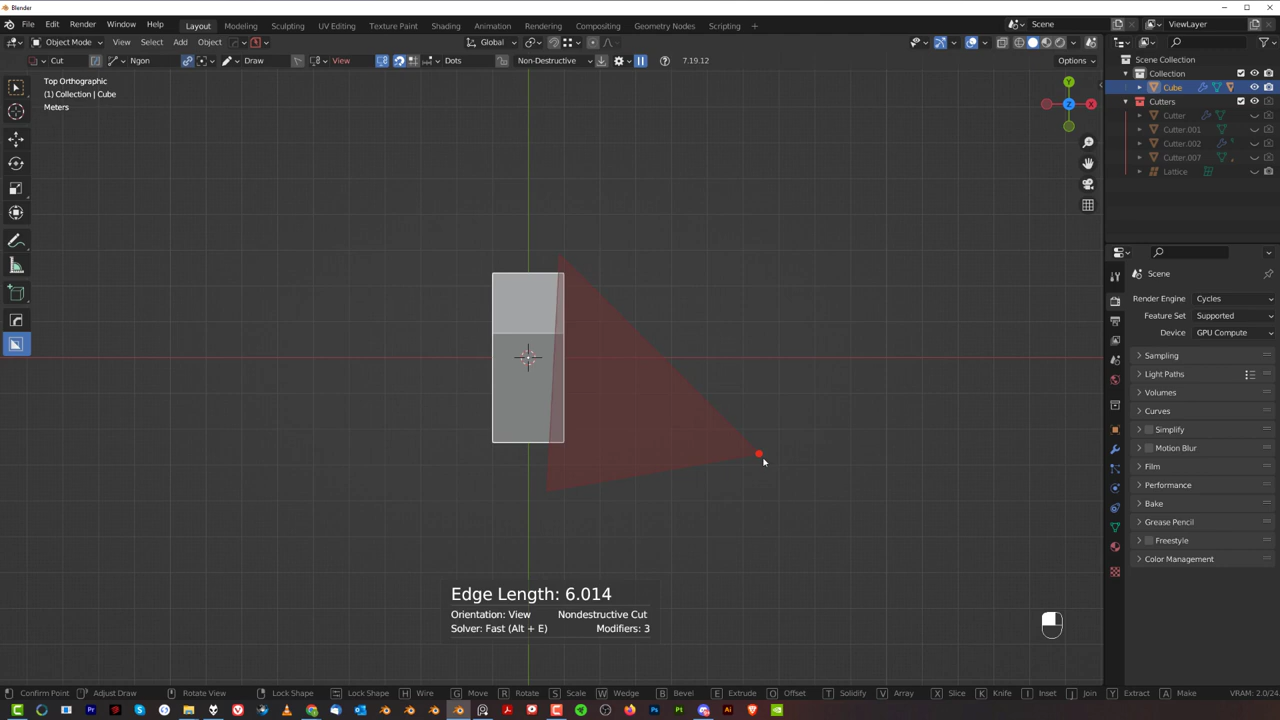 Blender
File Edit Render Window Help Layout Modeling Sculpting UV Editing Texture Paint Shading Animation Rendering Compositing Geometry Nodes Scripting + Scene ViewLayer
Object Mode View Select Add Object Global
Cut Ngon Draw View Dots Non-Destructive 7.19.12 Options
Top Orthographic
(1) Collection | Cube
Meters
Y
Z
X
Scene Collection
Collection
Cube
Cutters
Cutter
Cutter.001
Cutter.002
Cutter.007
Lattice
Scene
Render Engine Cycles
Feature Set Supported
Device GPU Compute
Sampling
Light Paths
Volumes
Curves
Simplify
Motion Blur
Film
Performance
Bake
Grease Pencil
Freestyle
Color Management
Edge Length: 6.014
Orientation: View Nondestructive Cut
Solver: Fast (Alt + E) Modifiers: 3
Confirm Point Adjust Draw Rotate View Lock Shape Lock Shape H Wire G Move R Rotate S Scale W Wedge B Bevel E Extrude O Offset T Solidify V Array X Slice K Knife I Inset J Join Y Extract A Make VRAM: 2.0/24.